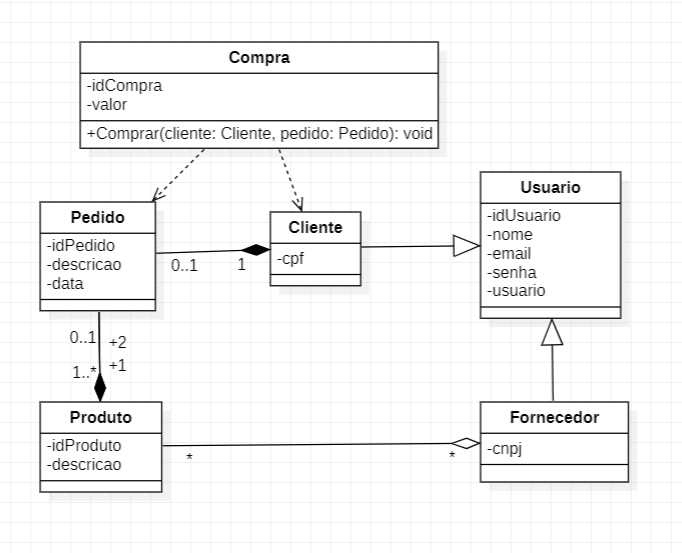 Compra
-idCompra
-valor
+Comprar(cliente: Cliente, pedido: Pedido): void
Usuario
-idUsuario
-nome
-email
-senha
-usuario
Pedido
-idPedido
-descricao
-data
Cliente
-cpf
0..1
1
0..1
+2
+1
1..*
Produto
-idProduto
-descricao
*
*
Fornecedor
-cnpj